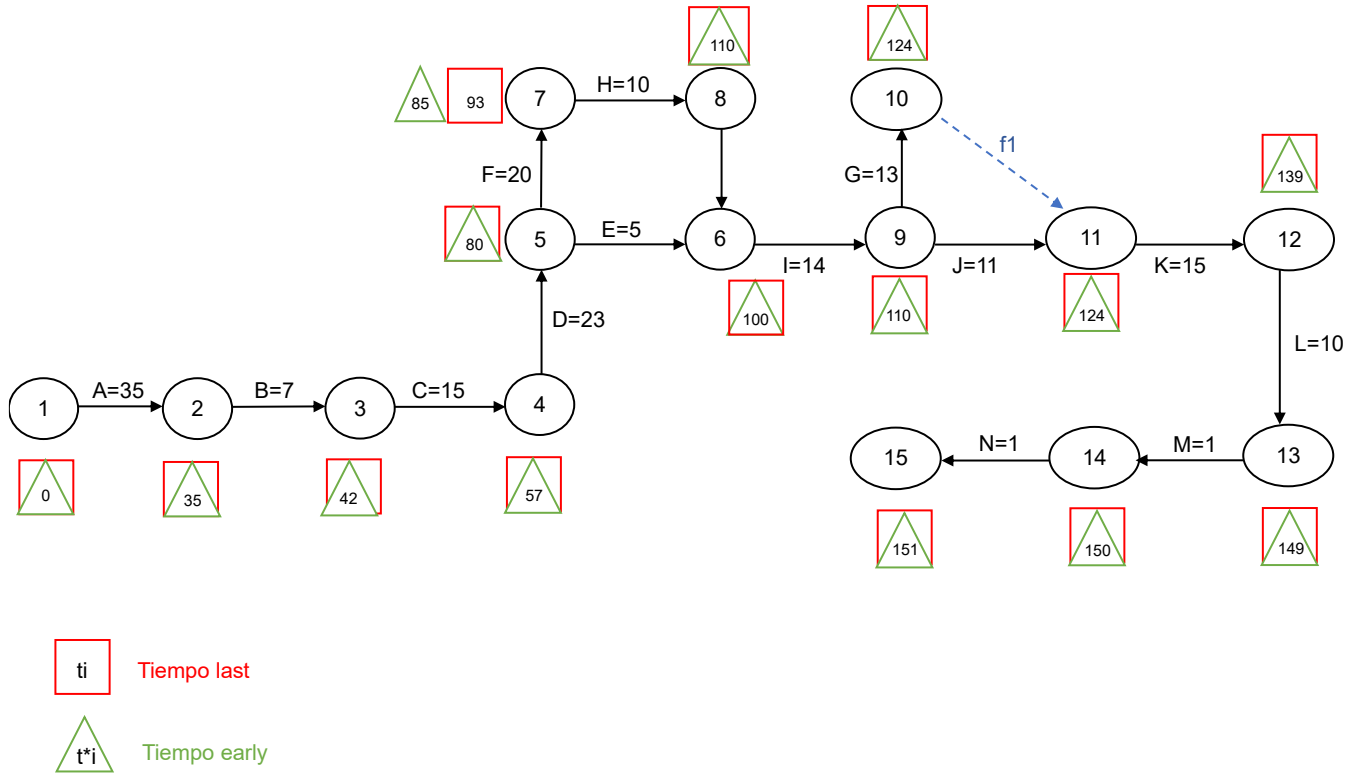 110
124
85
93
7
H=10
8
10
f1
139
F=20
G=13
80
5
E=5
6
9
11
12
I=14
J=11
K=15
100
110
124
D=23
L=10
1
A=35
2
B=7
3
C=15
4
15
N=1
14
M=1
13
0
35
42
57
151
150
149
ti
Tiempo last
t*i
Tiempo early